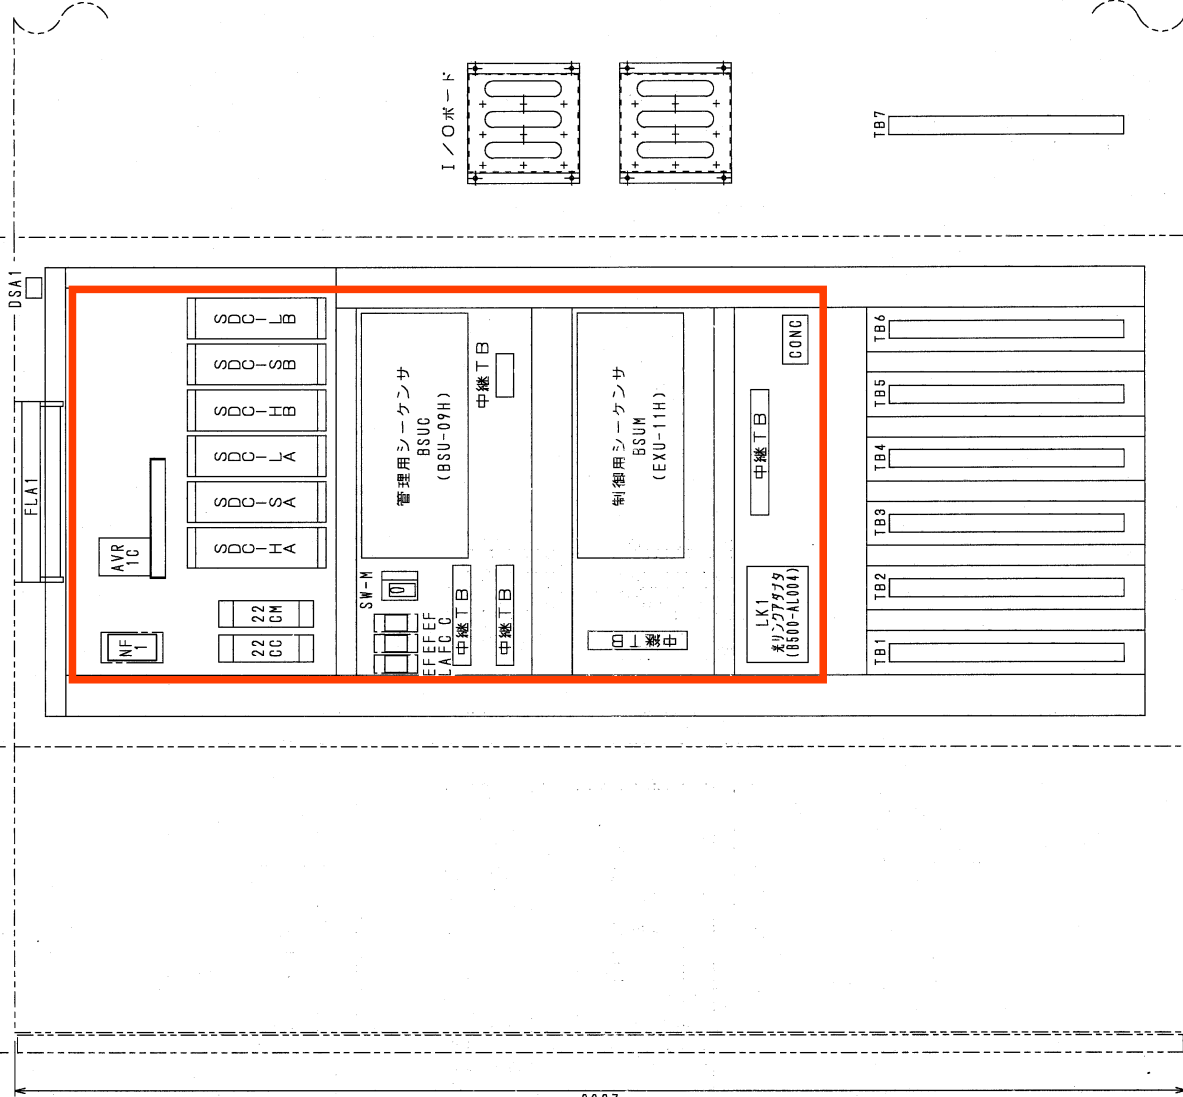 I/Oボード
TB7
DSA1
FLA1
SDC-LB
SDC-SB
SDC-HB
SDC-LA
SDC-SA
SDC-HA
AVR
1C
NF
1
22
CM
22
CC
管理用シーケンサ
BSUC
(BSU-09H)
中継TB
SW-M
EF
EF
EF
中継TB
中継TB
制御用シーケンサ
BSUM
(EXU-11H)
中継TB
CONC
中継TB
LK1
光リンクアダプタ
(B500-AL004)
TB6
TB5
TB4
TB3
TB2
TB1